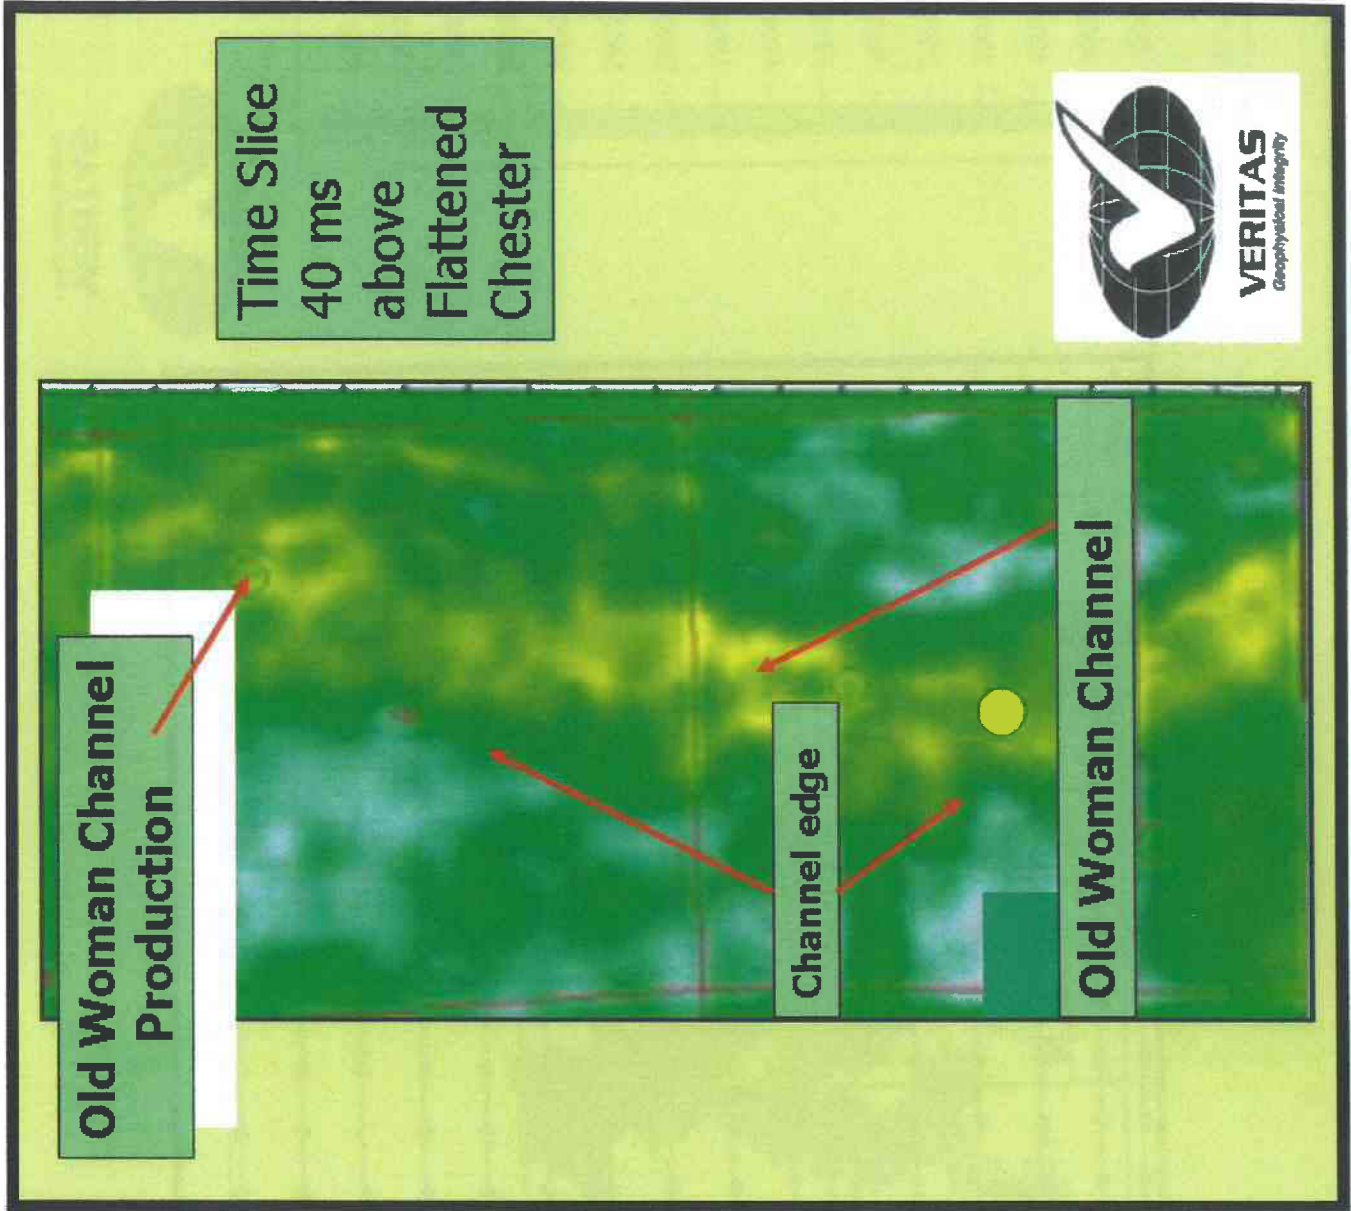 Time Slice
40 ms
above
Flattened
Chester
Old Woman Channel
Production
Channel edge
Old Woman Channel
VERITAS
Geophysical Integrity